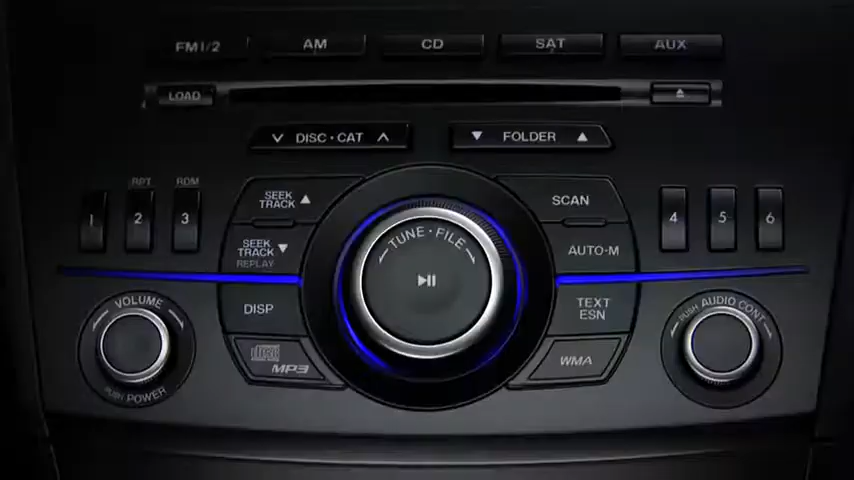 FM1/2 AM CD SAT AUX
LOAD
DISC·CAT FOLDER
RPT RDM
1 2 3
SEEK
TRACK
SCAN
4 5 6
TUNE·FILE
SEEK
TRACK
REPLAY
AUTO-M
DISP
TEXT
ESN
VOLUME
PUSH POWER
PUSH AUDIO CONT
MP3
WMA